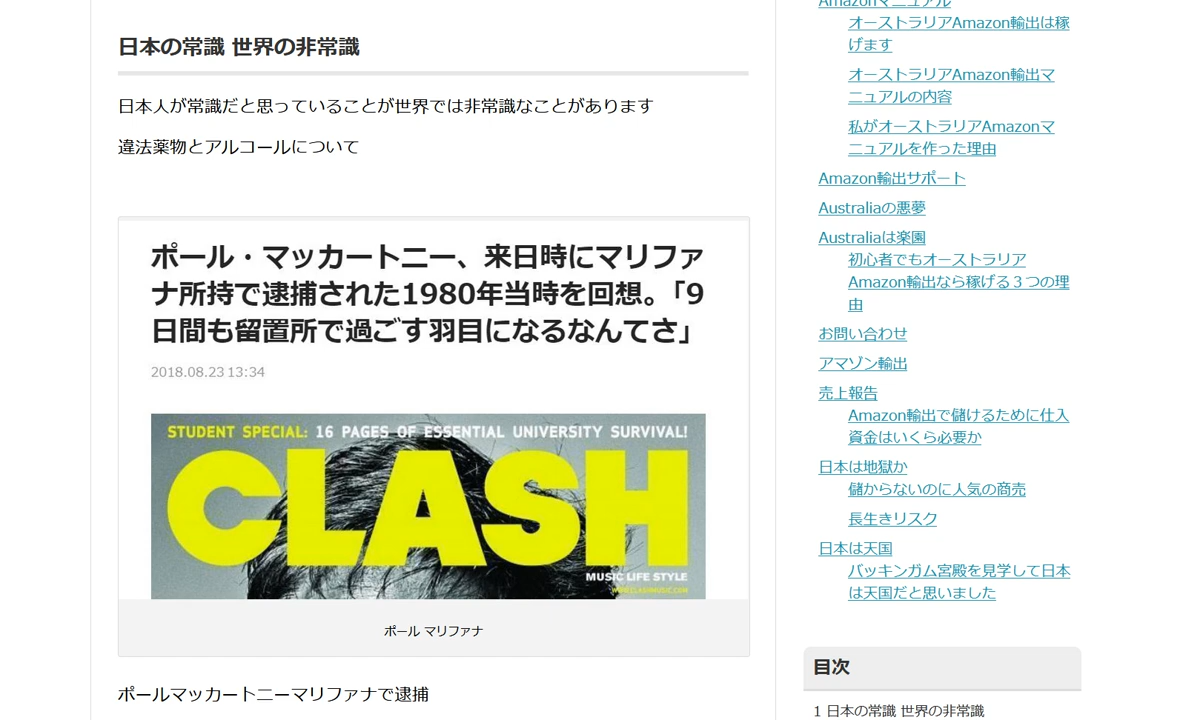 日本の常識 世界の非常識
日本人が常識だと思っていることが世界では非常識なことがあります
違法薬物とアルコールについて
ポール・マッカートニー、来日時にマリファ
ナ所持で逮捕された1980年当時を回想。「9
日間も留置所で過ごす羽目になるなんてさ」
2018.08.23 13:34
STUDENT SPECIAL: 16 PAGES OF ESSENTIAL UNIVERSITY SURVIVAL!
CLASH
MUSIC LIFE STYLE
WWW.CLASHMUSIC.COM
ポール マリファナ
ポールマッカートニーマリファナで逮捕
Amazonマニュアル
オーストラリアAmazon輸出は稼
げます
オーストラリアAmazon輸出マ
ニュアルの内容
私がオーストラリアAmazonマ
ニュアルを作った理由
Amazon輸出サポート
Australiaの悪夢
Australiaは楽園
初心者でもオーストラリア
Amazon輸出なら稼げる３つの理
由
お問い合わせ
アマゾン輸出
売上報告
Amazon輸出で儲けるために仕入
資金はいくら必要か
日本は地獄か
儲からないのに人気の商売
長生きリスク
日本は天国
バッキンガム宮殿を見学して日本
は天国だと思いました
目次
1 日本の常識 世界の非常識